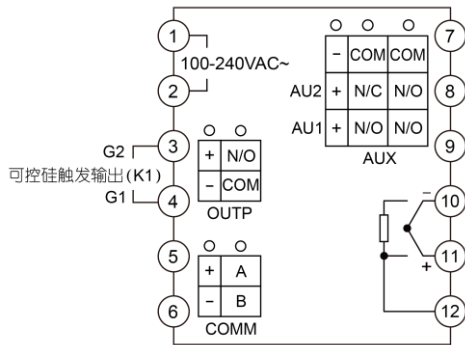 1
7
100-240VAC~
- COM COM
2
AU2 + N/C N/O
8
AU1 + N/O N/O
AUX
G2
3
+ N/O
9
可控硅触发输出(K1)
G1
4
- COM
OUTP
10
-
5
+ A
11
+
6
- B
COMM
12